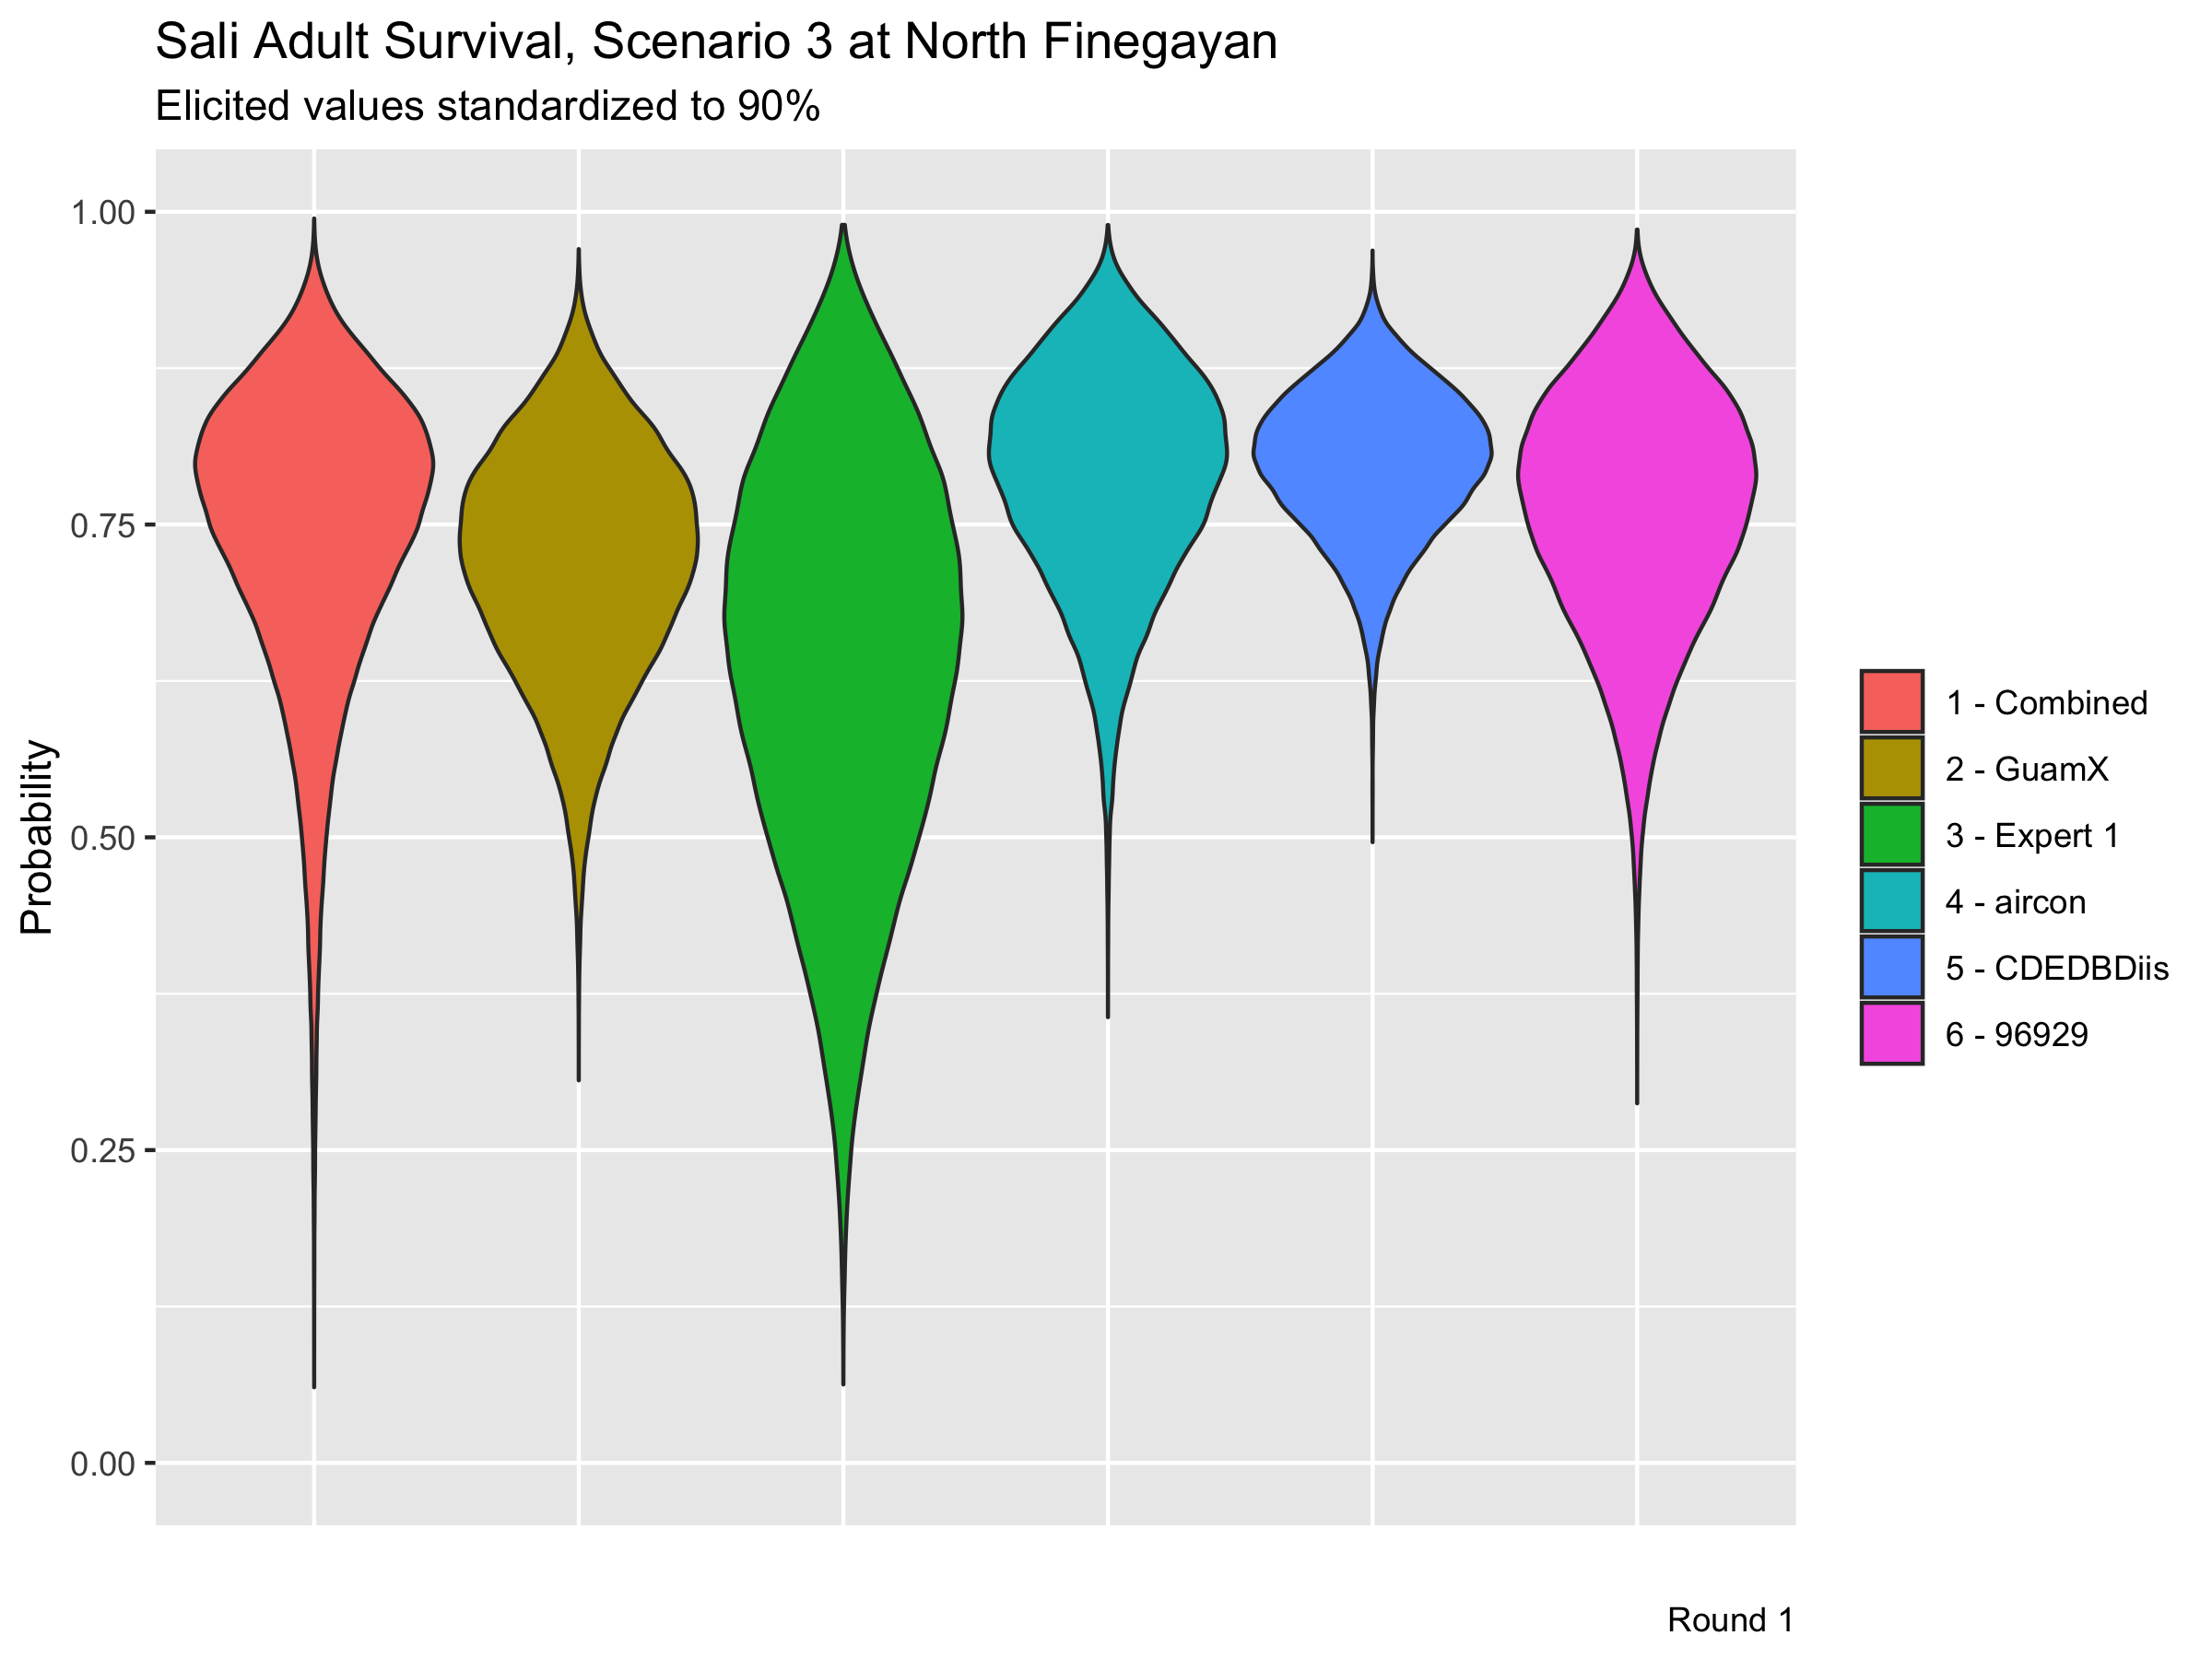 Sali Adult Survival, Scenario 3 at North Finegayan
Elicited values standardized to 90%
Probability
1.00
0.75
0.50
0.25
0.00
1 - Combined
2 - GuamX
3 - Expert 1
4 - aircon
5 - CDEDBDiis
6 - 96929
Round 1